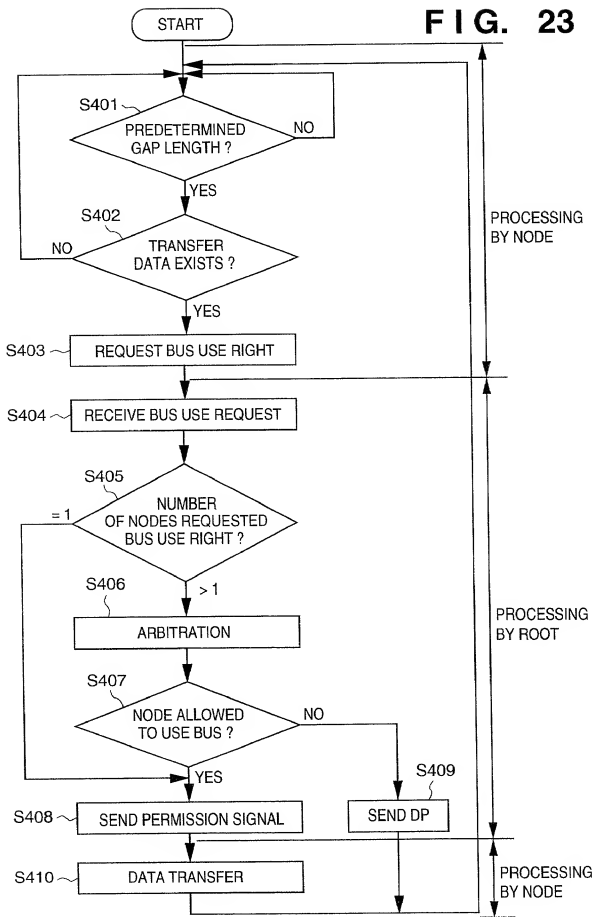 START
FIG. 23
S401
PREDETERMINED
GAP LENGTH ?
NO
YES
S402
NO
TRANSFER
DATA EXISTS ?
PROCESSING
BY NODE
YES
S403
REQUEST BUS USE RIGHT
S404
RECEIVE BUS USE REQUEST
S405
= 1
NUMBER
OF NODES REQUESTED
BUS USE RIGHT ?
> 1
S406
ARBITRATION
PROCESSING
BY ROOT
S407
NODE ALLOWED
TO USE BUS ?
NO
YES
S409
S408
SEND PERMISSION SIGNAL
SEND DP
S410
DATA TRANSFER
PROCESSING
BY NODE